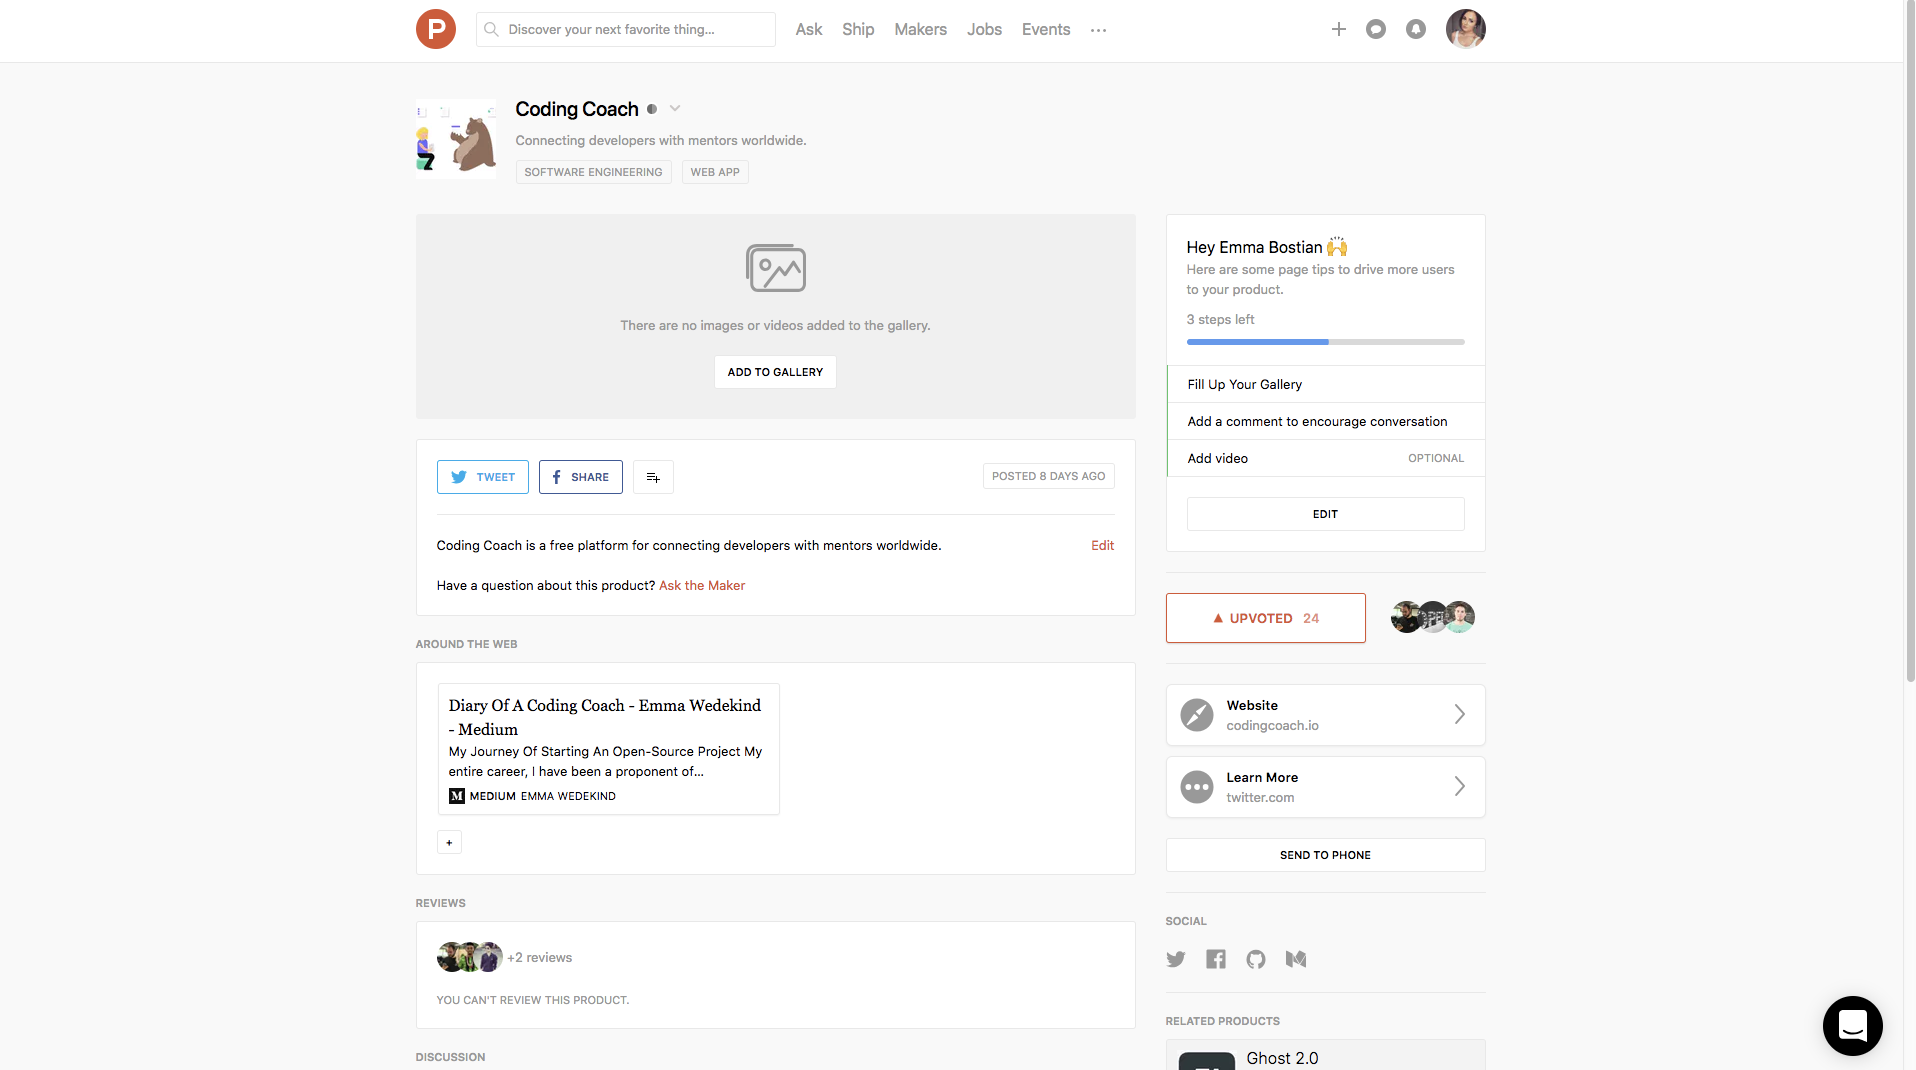 P
Discover your next favorite thing...
Ask Ship Makers Jobs Events ...
Coding Coach
Connecting developers with mentors worldwide.
SOFTWARE ENGINEERING WEB APP
There are no images or videos added to the gallery.
ADD TO GALLERY
TWEET SHARE POSTED 8 DAYS AGO
Coding Coach is a free platform for connecting developers with mentors worldwide. Edit
Have a question about this product? Ask the Maker
AROUND THE WEB
Diary Of A Coding Coach - Emma Wedekind
- Medium
My Journey Of Starting An Open-Source Project My
entire career, I have been a proponent of...
M MEDIUM EMMA WEDEKIND
+
REVIEWS
+2 reviews
YOU CAN'T REVIEW THIS PRODUCT.
DISCUSSION
Hey Emma Bostian 🙌
Here are some page tips to drive more users
to your product.
3 steps left
Fill Up Your Gallery
Add a comment to encourage conversation
Add video OPTIONAL
EDIT
UPVOTED 24
Website
codingcoach.io
Learn More
twitter.com
SEND TO PHONE
SOCIAL
RELATED PRODUCTS
Ghost 2.0